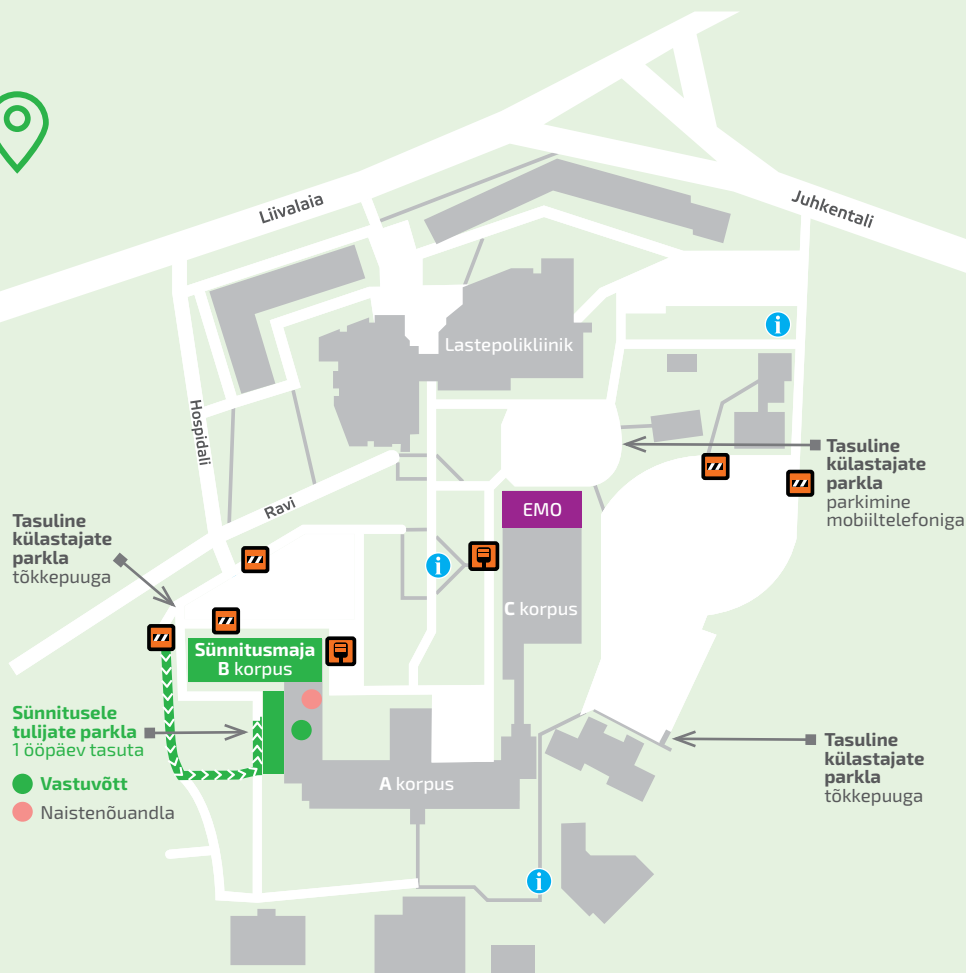 Liivalaia
Juhkentali
Lastepolikliinik
Hospidali
Tasuline
külastajate
parkla
parkimine
mobiiltelefoniga
Ravi
EMO
Tasuline
külastajate
parkla
tõkkepuuga
C korpus
Sünnitusmaja
B korpus
Sünnitusele
tulijate parkla
1 ööpäev tasuta
Vastuvõtt
Naistenõuandla
A korpus
Tasuline
külastajate
parkla
tõkkepuuga
i
i
i